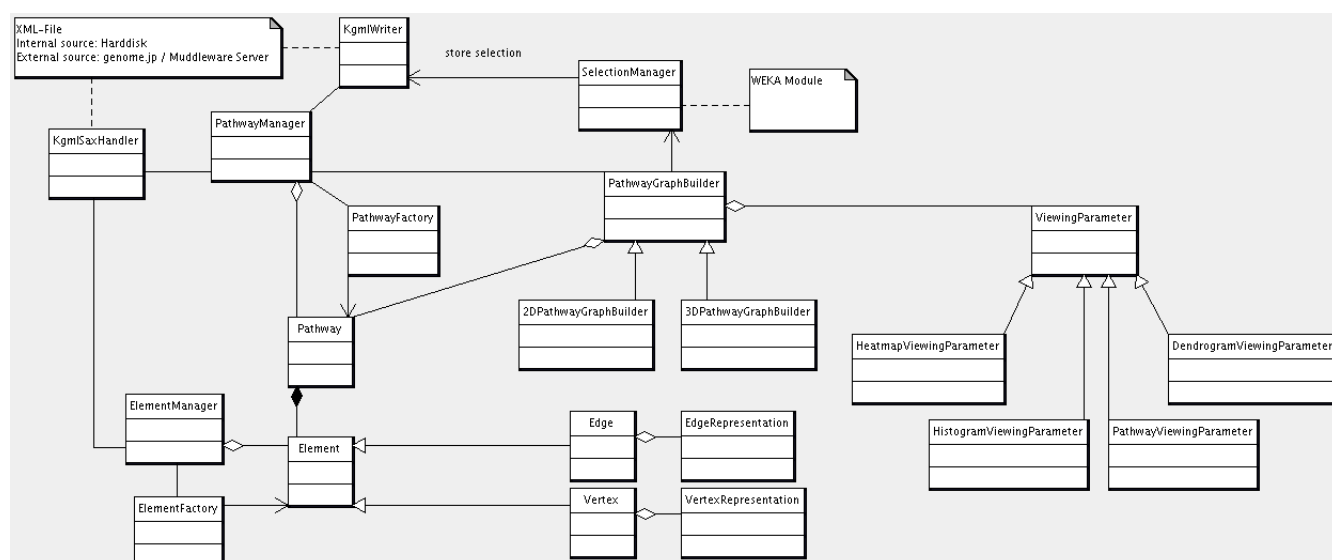 XML-File
Internal source: Harddisk
External source: genome.jp / Muddleware Server
KgmlWriter
store selection
SelectionManager
WEKA Module
PathwayManager
KgmlSaxHandler
PathwayGraphBuilder
PathwayFactory
ViewingParameter
2DPathwayGraphBuilder
3DPathwayGraphBuilder
Pathway
HeatmapViewingParameter
DendrogramViewingParameter
ElementManager
Element
Edge
EdgeRepresentation
HistogramViewingParameter
PathwayViewingParameter
ElementFactory
Vertex
VertexRepresentation